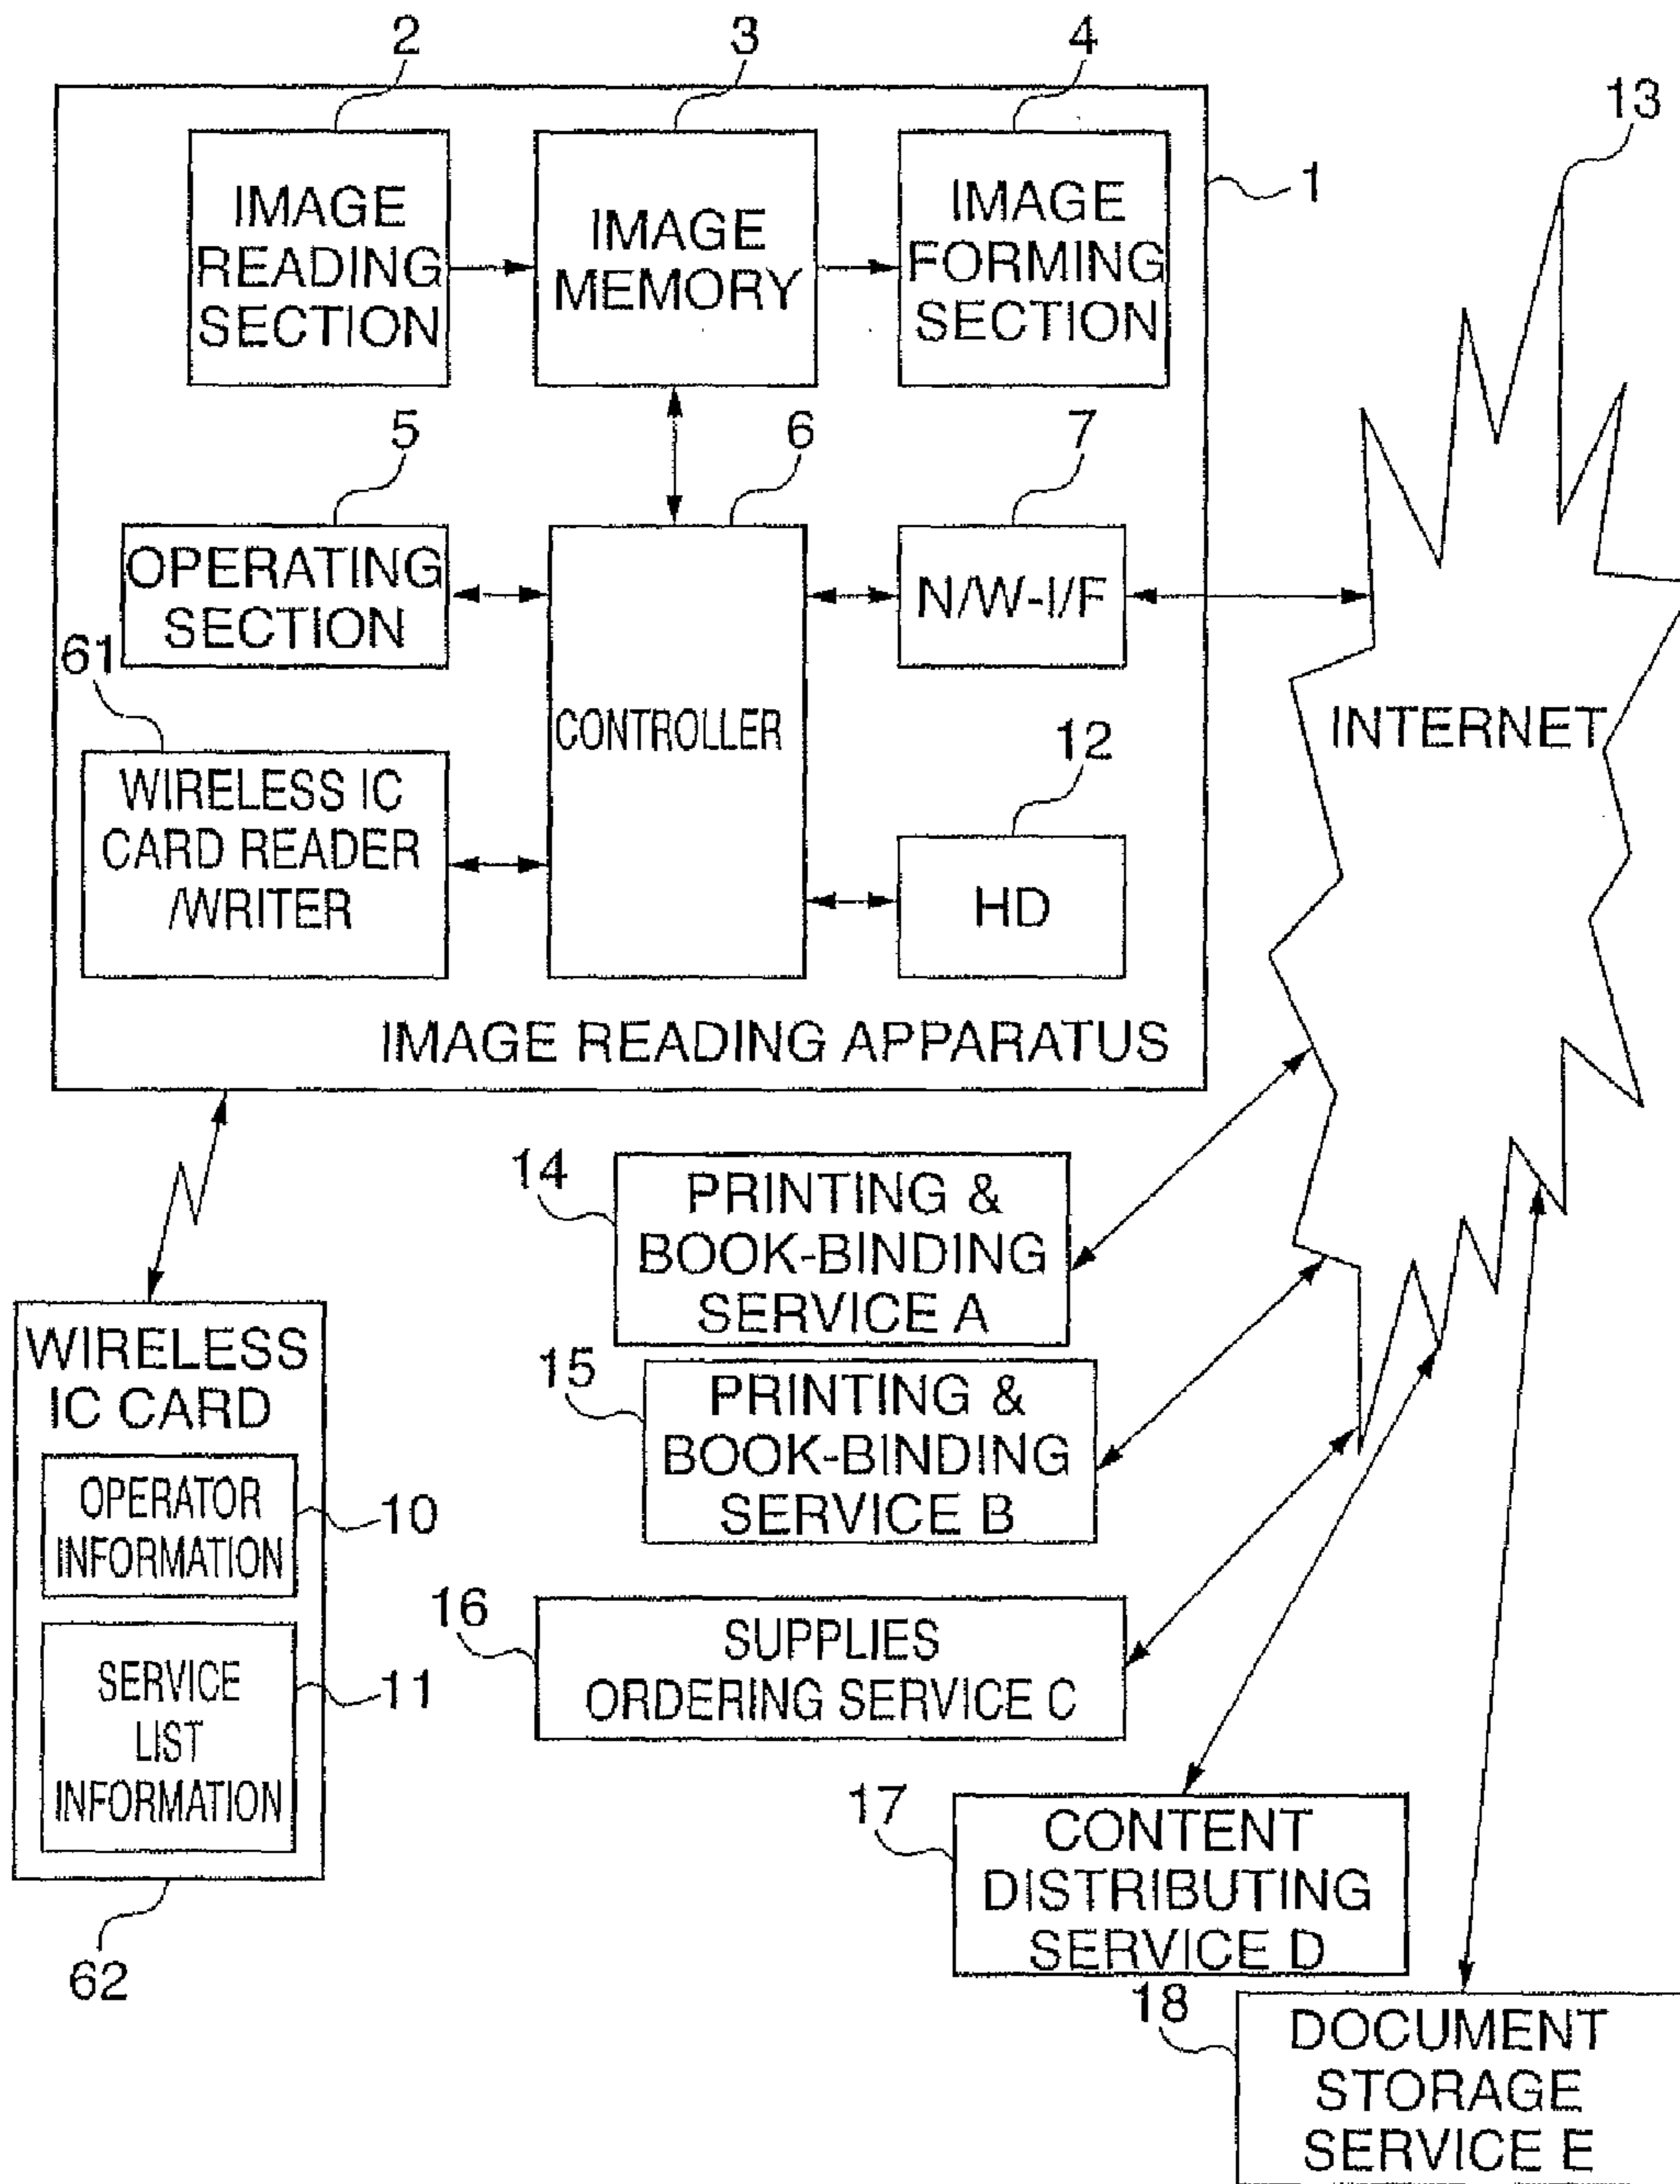 2
3
4
13
IMAGE
READING
SECTION
IMAGE
MEMORY
IMAGE
FORMING
SECTION
1
5
6
7
OPERATING
SECTION
CONTROLLER
N/W-I/F
INTERNET
61
WIRELESS IC
CARD READER
/WRITER
12
HD
IMAGE READING APPARATUS
14
PRINTING &
BOOK-BINDING
SERVICE A
15
PRINTING &
BOOK-BINDING
SERVICE B
WIRELESS
IC CARD
OPERATOR
INFORMATION
10
SERVICE
LIST
INFORMATION
11
62
16
SUPPLIES
ORDERING SERVICE C
17
CONTENT
DISTRIBUTING
SERVICE D
18
DOCUMENT
STORAGE
SERVICE E